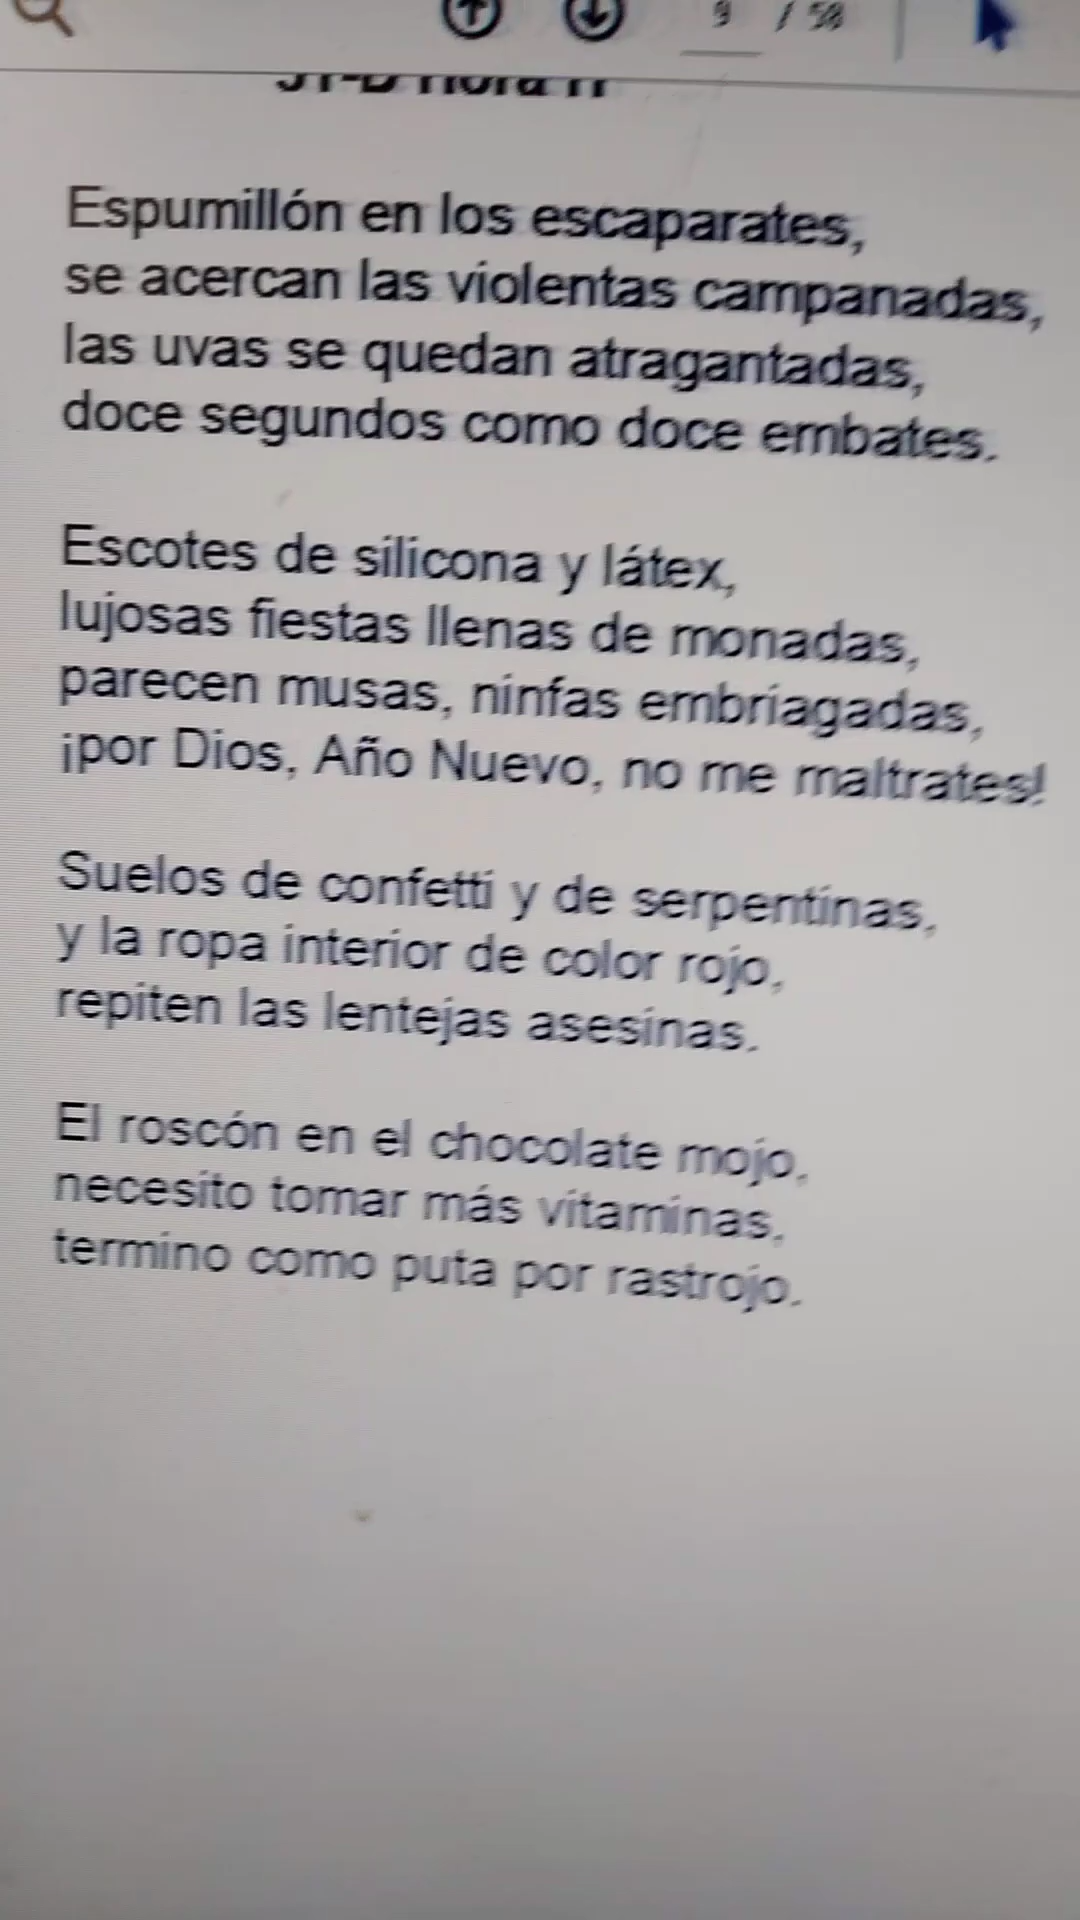 9 / 58
Espumillón en los escaparates,
se acercan las violentas campanadas,
las uvas se quedan atragantadas,
doce segundos como doce embates.
Escotes de silicona y látex,
lujosas fiestas llenas de monadas,
parecen musas, ninfas embriagadas,
¡por Dios, Año Nuevo, no me maltrates!
Suelos de confetti y de serpentinas,
y la ropa interior de color rojo,
repiten las lentejas asesinas.
El roscón en el chocolate mojo,
necesito tomar más vitaminas,
termino como puta por rastrojo.